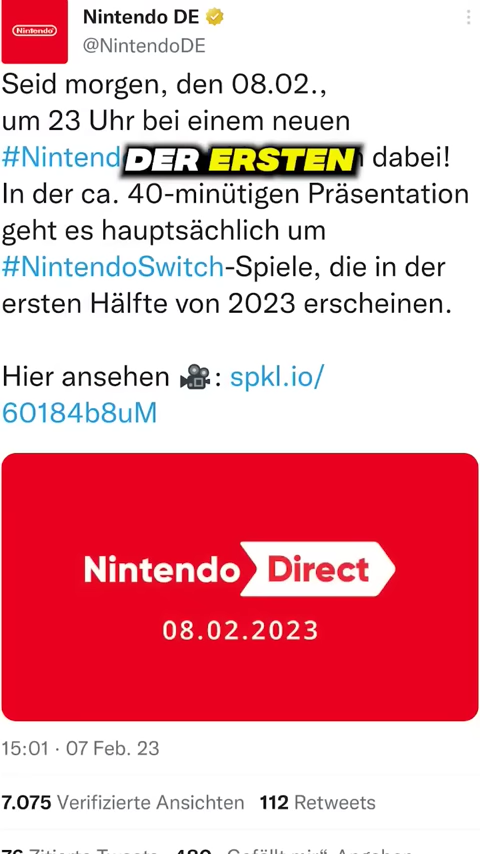 Nintendo
Nintendo DE
@NintendoDE
Seid morgen, den 08.02.,
um 23 Uhr bei einem neuen
#Nintend DER ERSTEN dabei!
In der ca. 40-minütigen Präsentation
geht es hauptsächlich um
#NintendoSwitch-Spiele, die in der
ersten Hälfte von 2023 erscheinen.
Hier ansehen 🎥: spkl.io/
60184b8uM
Nintendo Direct
08.02.2023
15:01 · 07 Feb. 23
7.075 Verifizierte Ansichten 112 Retweets